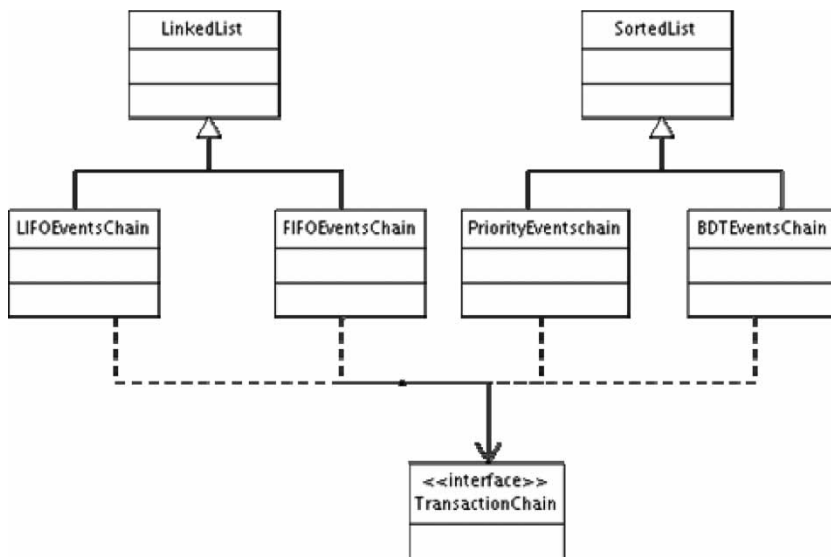 LinkedList
SortedList
LIFOEventsChain
FIFOEventsChain
PriorityEventschain
BDTEventsChain
<<interface>>
TransactionChain